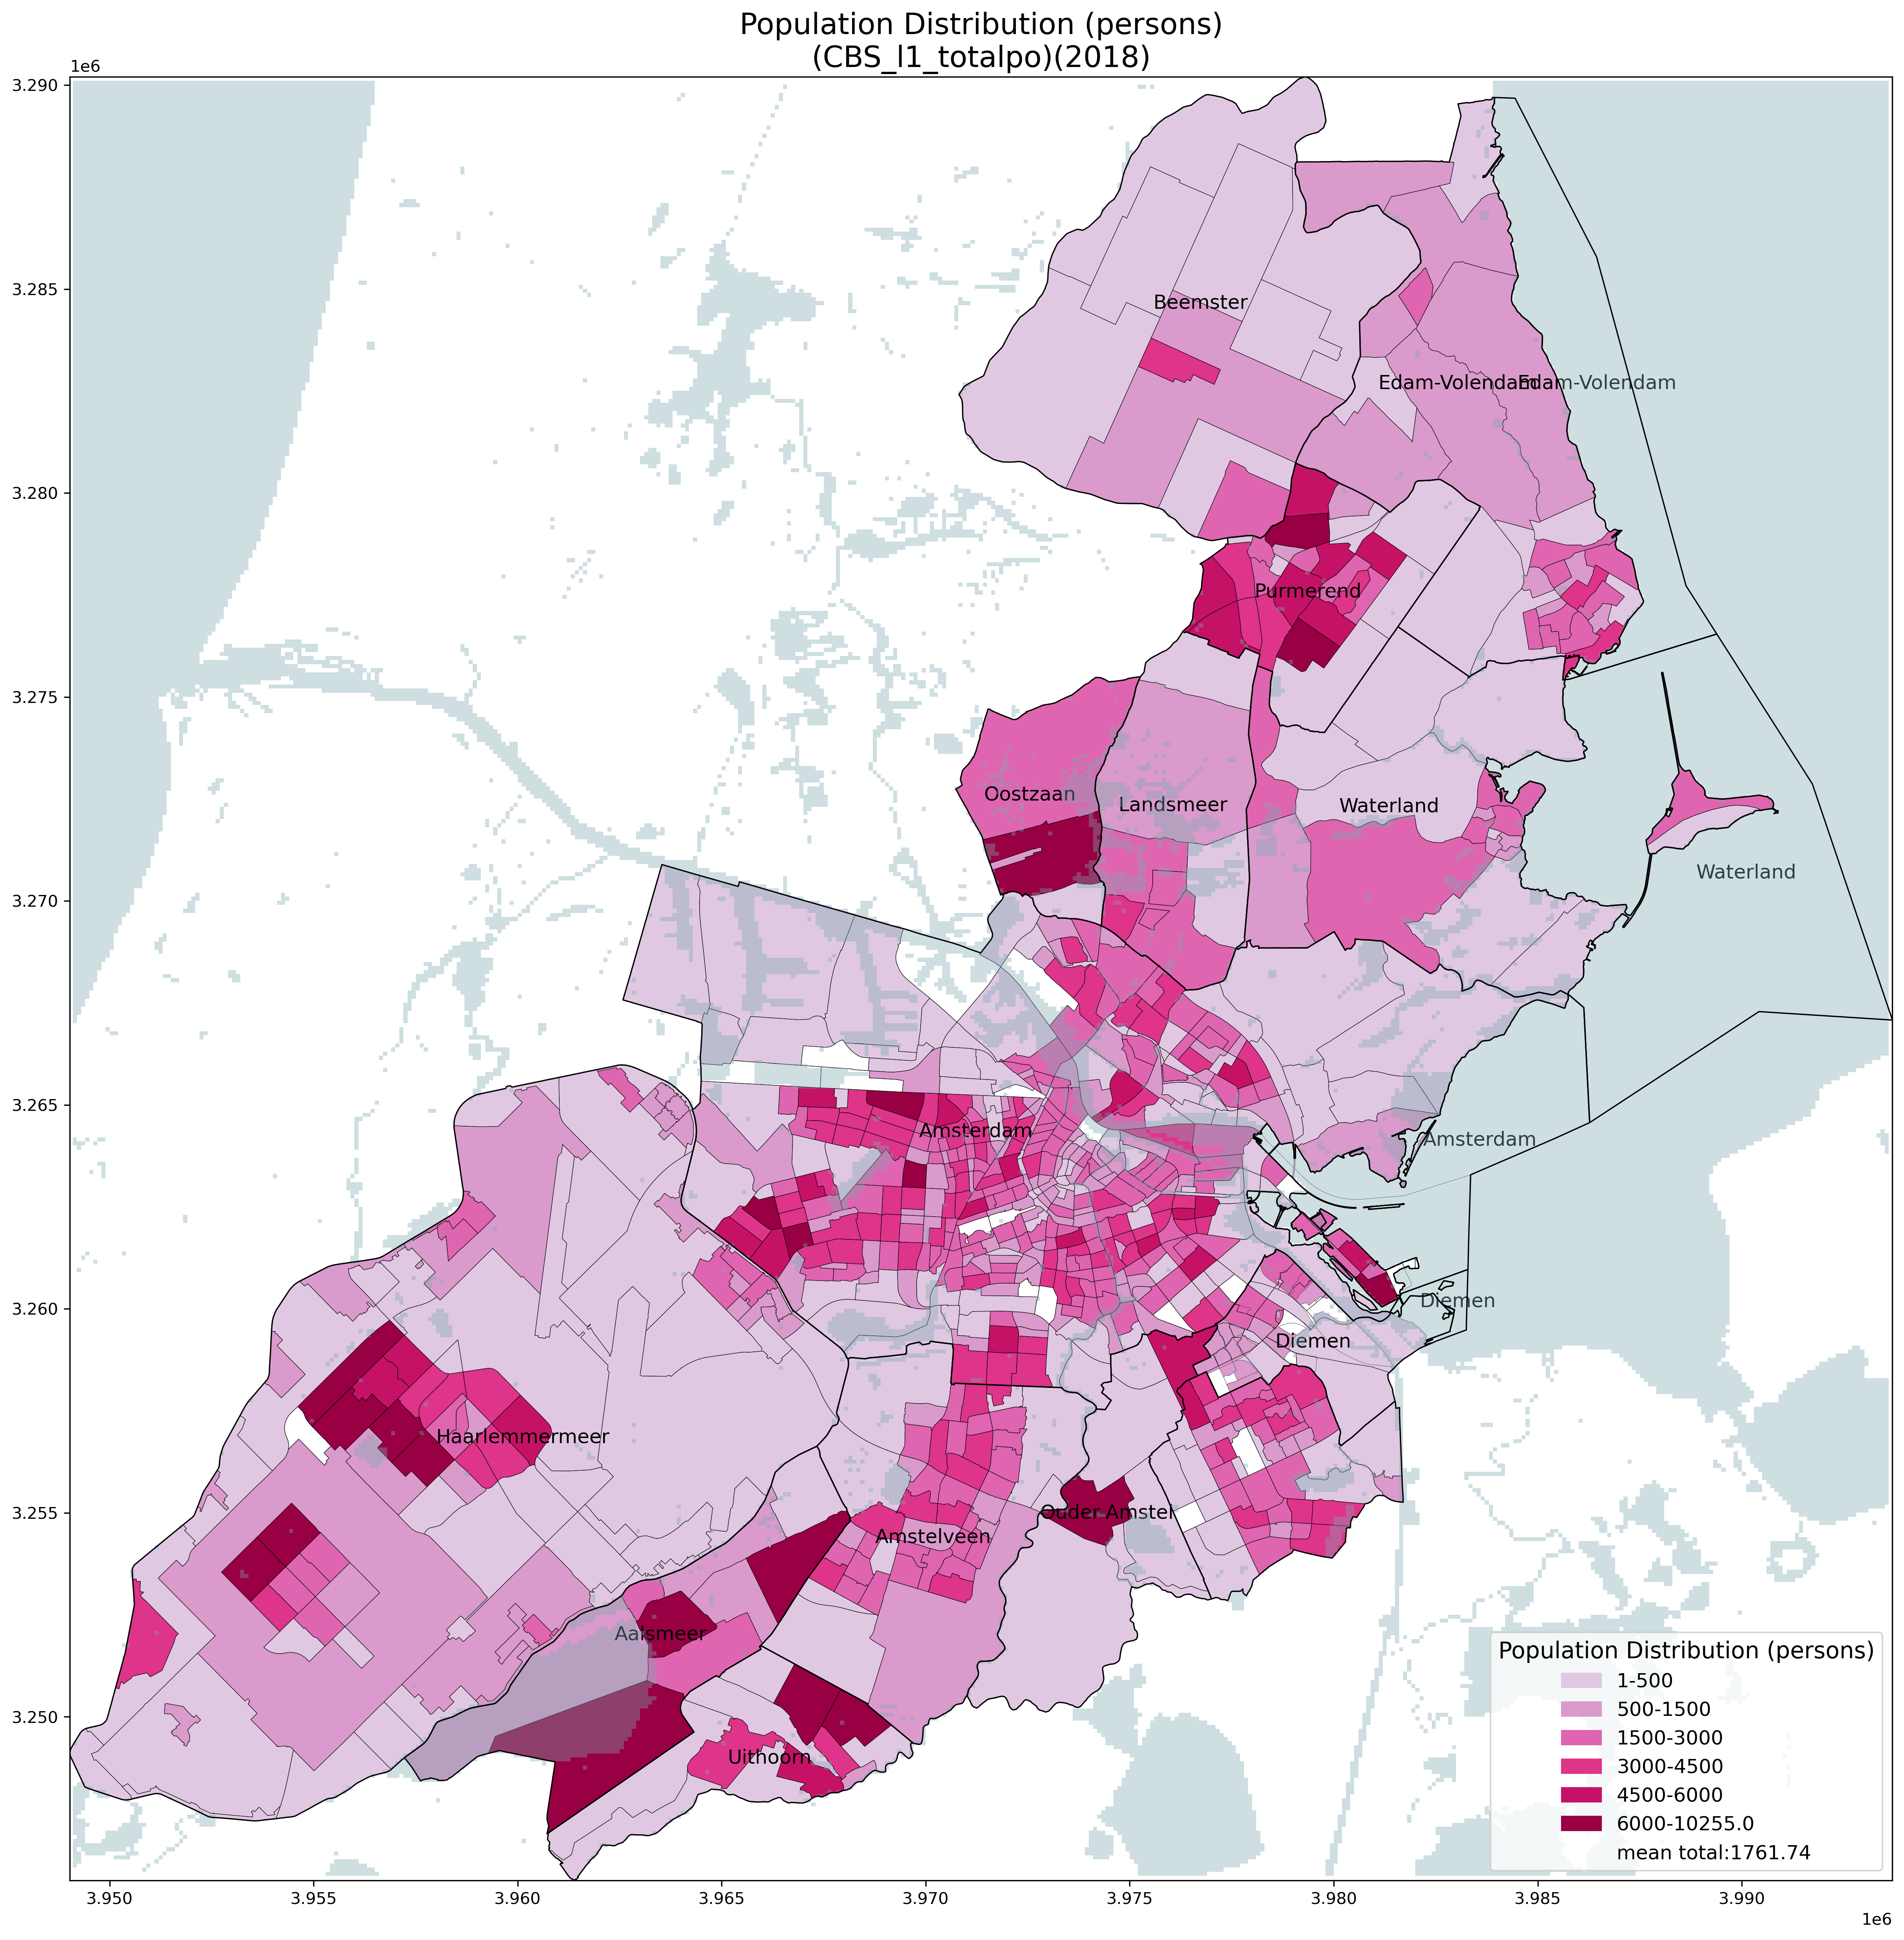 Population Distribution (persons)
(CBS_l1_totalpo)(2018)
1e6
3.290
3.285
3.280
3.275
3.270
3.265
3.260
3.255
3.250
Beemster
Edam-Volendam
Edam-Volendam
Purmerend
Oostzaan
Landsmeer
Waterland
Waterland
Amsterdam
Amsterdam
Diemen
Diemen
Haarlemmermeer
Ouder-Amstel
Amstelveen
Aalsmeer
Uithoorn
Population Distribution (persons)
1-500
500-1500
1500-3000
3000-4500
4500-6000
6000-10255.0
mean total:1761.74
3.950 3.955 3.960 3.965 3.970 3.975 3.980 3.985 3.990
1e6